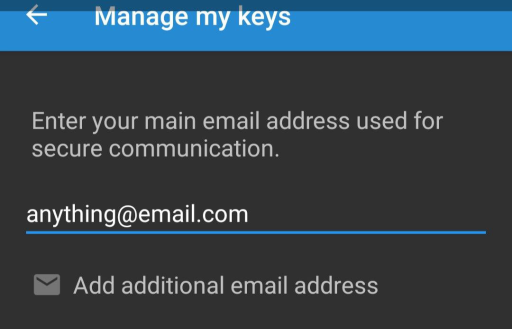 Manage my keys
Enter your main email address used for
secure communication.
anything@email.com
Add additional email address